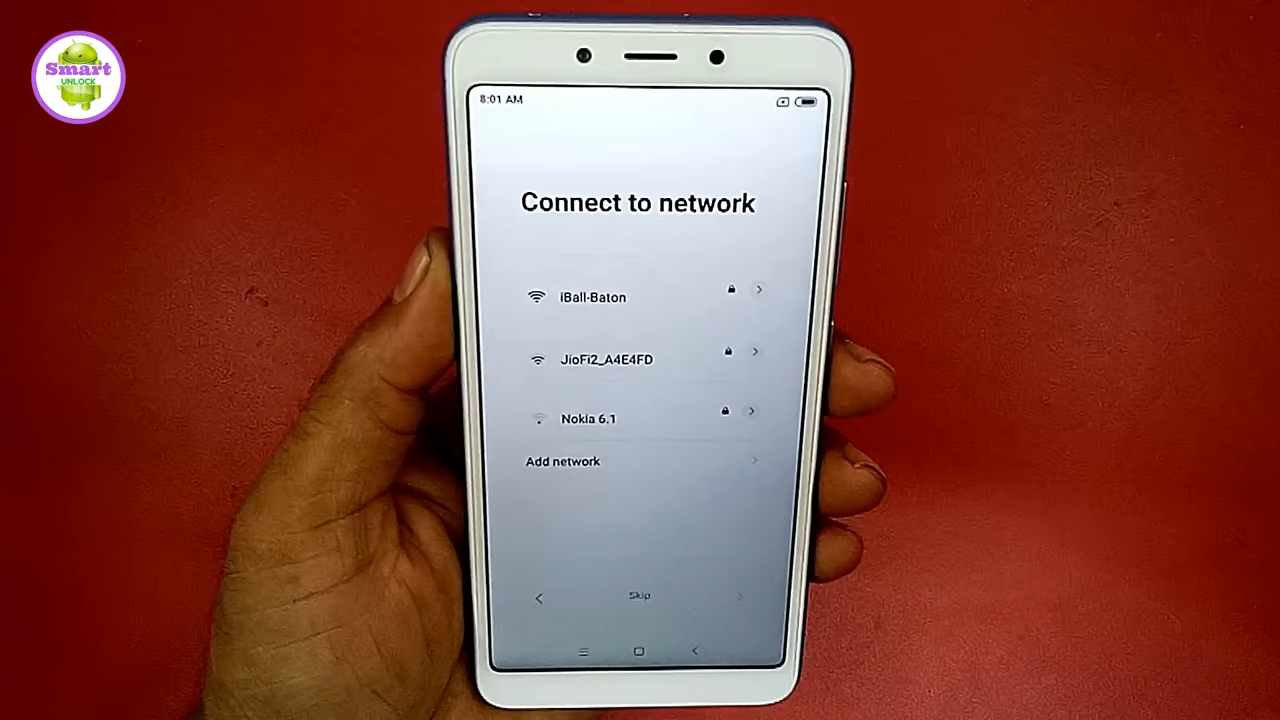 Smart
UNLOCK
8:01 AM
Connect to network
iBall-Baton
JioFi2_A4E4FD
Nokia 6.1
Add network
Skip